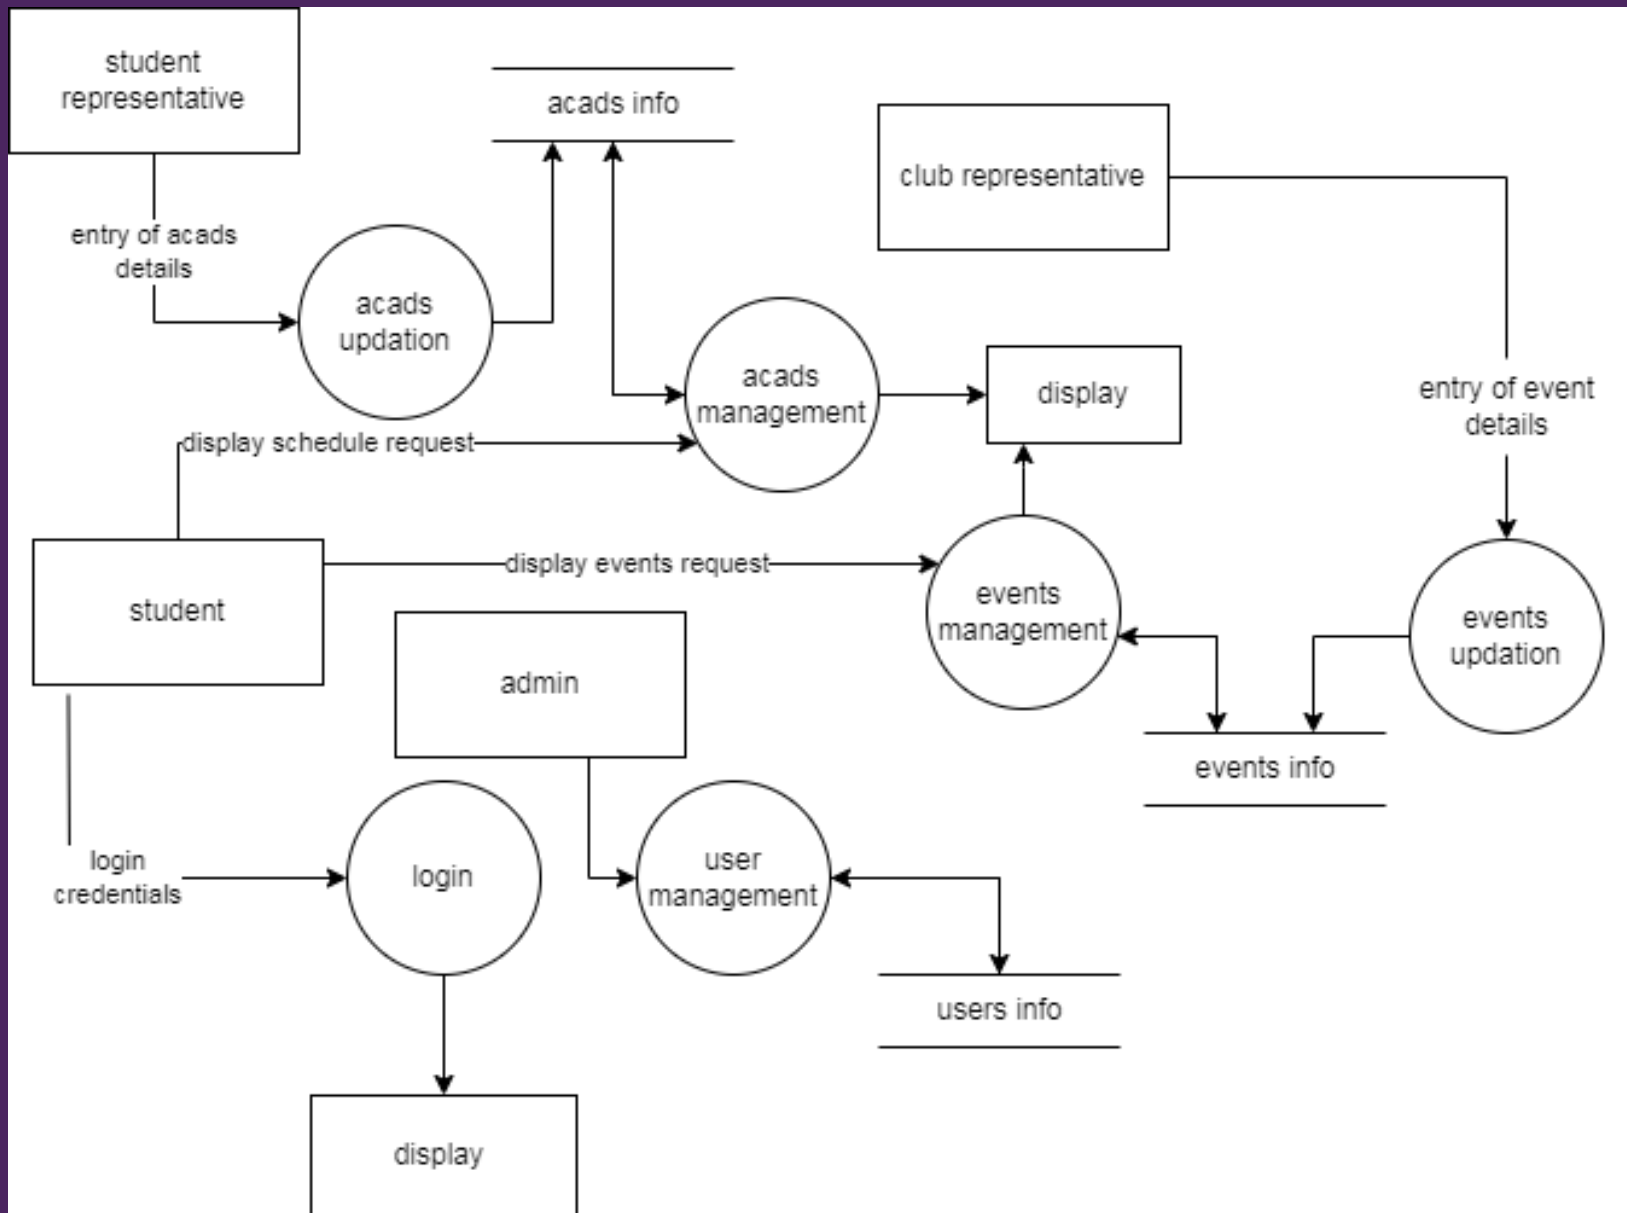 student
representative
acads info
club representative
entry of acads
details
acads
updation
acads
management
display
entry of event
details
display schedule request
display events request
student
events
management
events
updation
admin
events info
login
credentials
login
user
management
users info
display